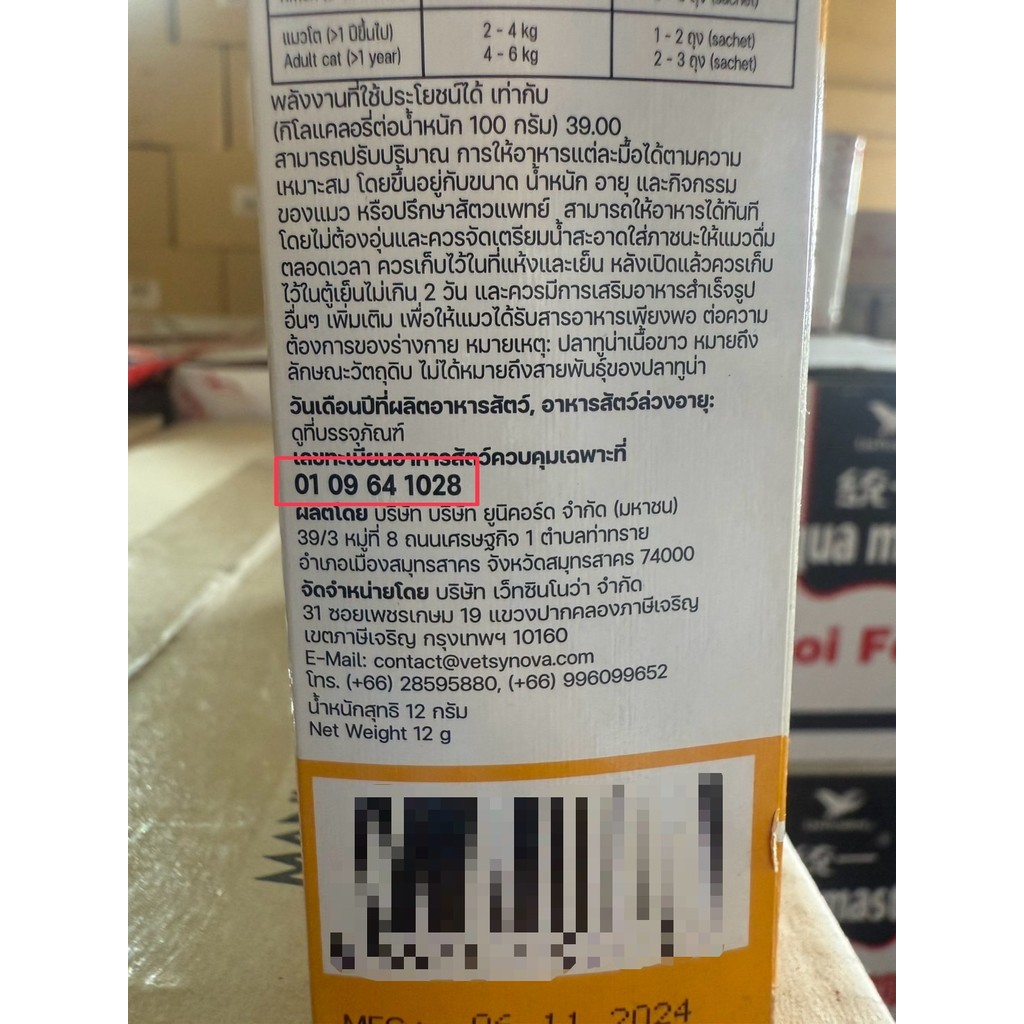 แมวโต (>1 ปีขึ้นไป) 2 - 4 kg 1 - 2 ถุง (sachet)
Adult cat (>1 year) 4 - 6 kg 2 - 3 ถุง (sachet)
พลังงานที่ใช้ประโยชน์ได้ เท่ากับ
(กิโลแคลอรี่ต่อน้ำหนัก 100 กรัม) 39.00
สามารถปรับปริมาณ การให้อาหารแต่ละมื้อได้ตามความ
เหมาะสม โดยขึ้นอยู่กับขนาด น้ำหนัก อายุ และกิจกรรม
ของแมว หรือปรึกษาสัตวแพทย์ สามารถให้อาหารได้ทันที
โดยไม่ต้องอุ่นและควรจัดเตรียมน้ำสะอาดใส่ภาชนะให้แมวดื่ม
ตลอดเวลา ควรเก็บไว้ในที่แห้งและเย็น หลังเปิดแล้วควรเก็บ
ไว้ในตู้เย็นไม่เกิน 2 วัน และควรมีการเสริมอาหารสำเร็จรูป
อื่นๆ เพิ่มเติม เพื่อให้แมวได้รับสารอาหารเพียงพอ ต่อความ
ต้องการของร่างกาย หมายเหตุ: ปลาทูน่าเนื้อขาว หมายถึง
ลักษณะวัตถุดิบ ไม่ได้หมายถึงสายพันธุ์ของปลาทูน่า
วันเดือนปีที่ผลิตอาหารสัตว์, อาหารสัตว์ล่วงอายุ:
ดูที่บรรจุภัณฑ์
เลขทะเบียนอาหารสัตว์ควบคุมเฉพาะที่
01 09 64 1028
ผลิตโดย บริษัท บริษัท ยูนิคอร์ด จำกัด (มหาชน)
39/3 หมู่ที่ 8 ถนนเศรษฐกิจ 1 ตำบลท่าทราย
อำเภอเมืองสมุทรสาคร จังหวัดสมุทรสาคร 74000
จัดจำหน่ายโดย บริษัท เว็ทซินโนว่า จำกัด
31 ซอยเพชรเกษม 19 แขวงปากคลองภาษีเจริญ
เขตภาษีเจริญ กรุงเทพฯ 10160
E-Mail: contact@vetsynova.com
โทร. (+66) 28595880, (+66) 996099652
น้ำหนักสุทธิ 12 กรัม
Net Weight 12 g
06 11 2024